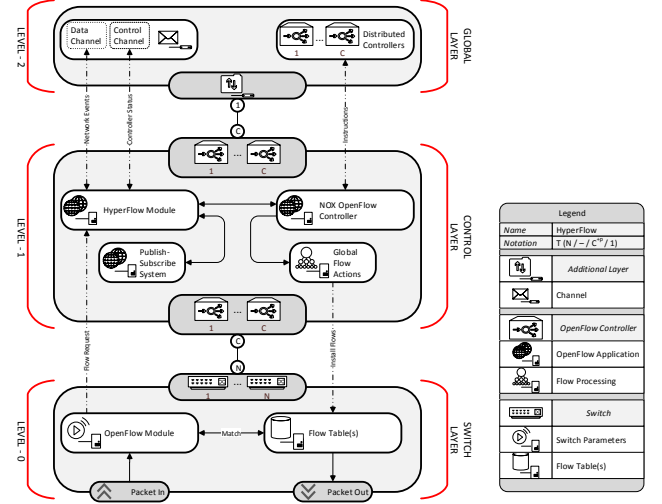 LEVEL - 2
Data
Channel
Control
Channel
1
...
C
Distributed
Controllers
GLOBAL
LAYER
Network Events
Controller Status
Instructions
1
C
LEVEL - 1
...
1
C
HyperFlow Module
NOX OpenFlow
Controller
Publish-
Subscribe
System
Global
Flow
Actions
CONTROL
LAYER
...
1
C
Flow Request
Install Flows
C
N
LEVEL - 0
...
1
N
OpenFlow Module
Match
Flow Table(s)
Packet In
Packet Out
SWITCH
LAYER
Legend
Name HyperFlow
Notation T (N / – / C^+p / 1)
Additional Layer
Channel
OpenFlow Controller
OpenFlow Application
Flow Processing
Switch
Switch Parameters
Flow Table(s)